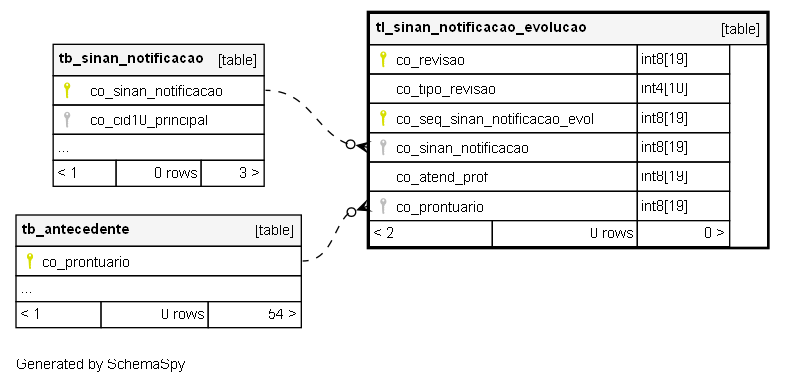 tb_sinan_notificacao [table]
co_sinan_notificacao
co_cid10_principal
...
< 1 0 rows 3 >
tb_antecedente [table]
co_prontuario
...
< 1 0 rows 54 >
tl_sinan_notificacao_evolucao [table]
co_revisao int8[19]
co_tipo_revisao int4[10]
co_seq_sinan_notificacao_evol int8[19]
co_sinan_notificacao int8[19]
co_atend_prof int8[19]
co_prontuario int8[19]
< 2 0 rows 0 >
Generated by SchemaSpy